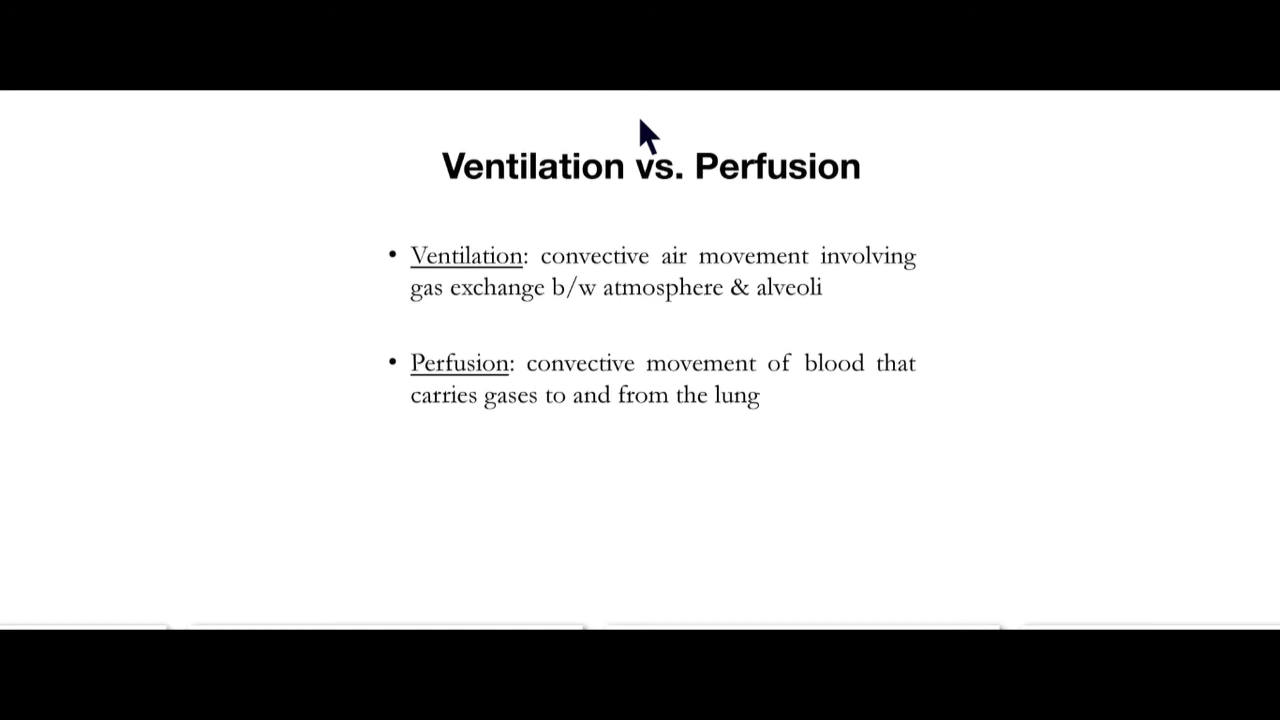 Ventilation vs. Perfusion
• Ventilation: convective air movement involving
gas exchange b/w atmosphere & alveoli
• Perfusion: convective movement of blood that
carries gases to and from the lung